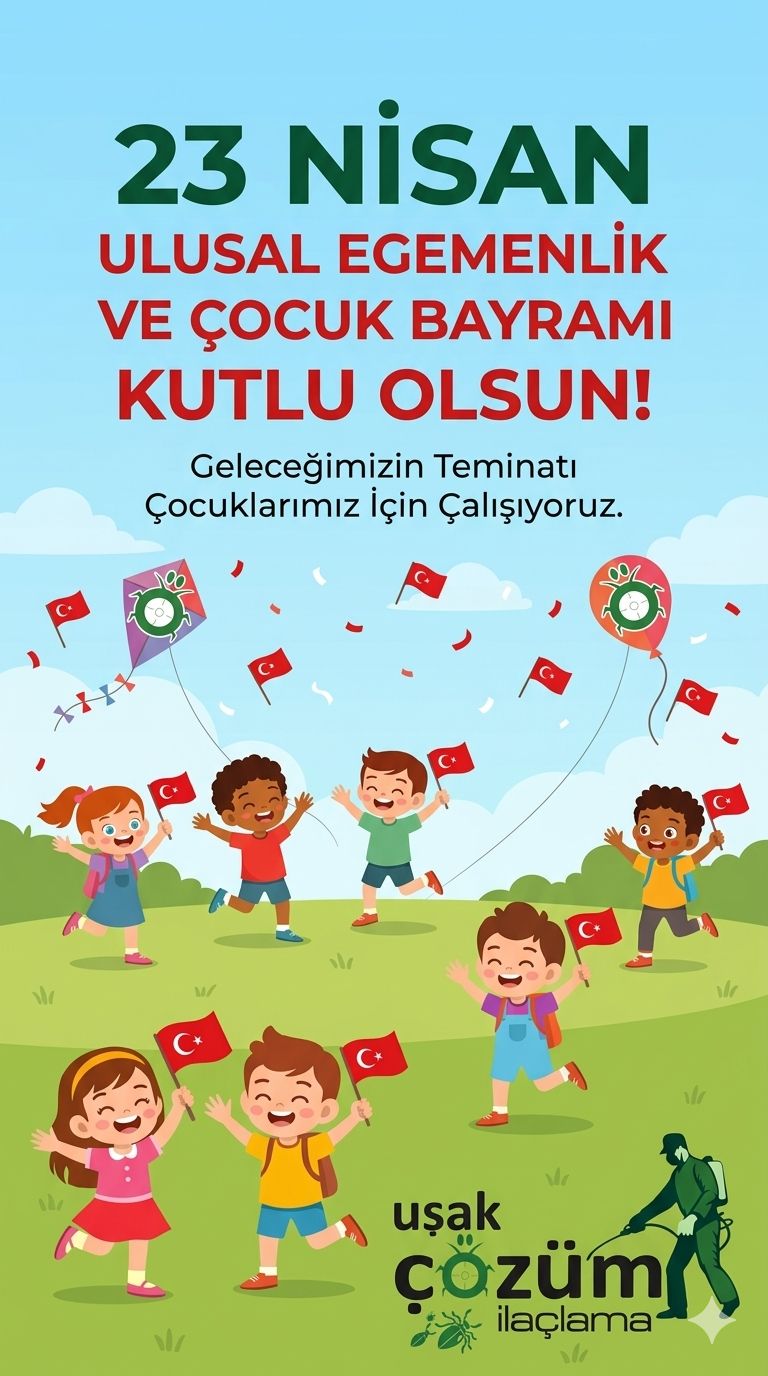 23 NİSAN
ULUSAL EGEMENLİK
VE ÇOCUK BAYRAMI
KUTLU OLSUN!
Geleceğimizin Teminatı
Çocuklarımız İçin Çalışıyoruz.
uşak
çözüm
ilaçlama